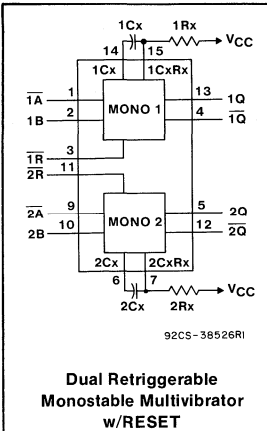 1Cx 1Rx
VCC
14 15
1Cx 1CxRx
1A 1 13 1Q
MONO 1
1B 2 4 1Q
3
1R
2R
11
2A 9 5 2Q
MONO 2
2B 10 12 2Q
2Cx 2CxRx
6 7
VCC
2Cx 2Rx
92CS-38526R1
Dual Retriggerable
Monostable Multivibrator
w/RESET